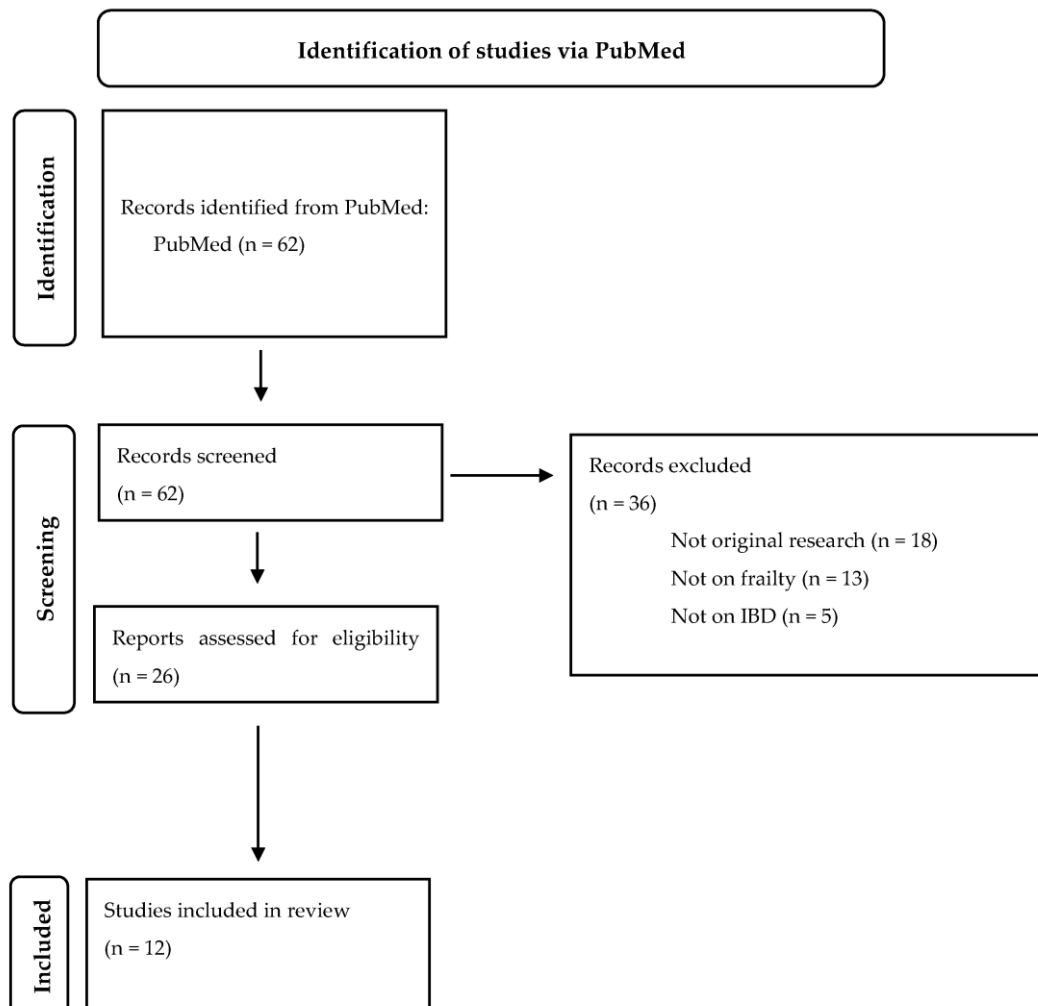 Identification of studies via PubMed
Identification
Records identified from PubMed:
PubMed (n = 62)
Screening
Records screened
(n = 62)
Records excluded
(n = 36)
Not original research (n = 18)
Not on frailty (n = 13)
Not on IBD (n = 5)
Reports assessed for eligibility
(n = 26)
Included
Studies included in review
(n = 12)